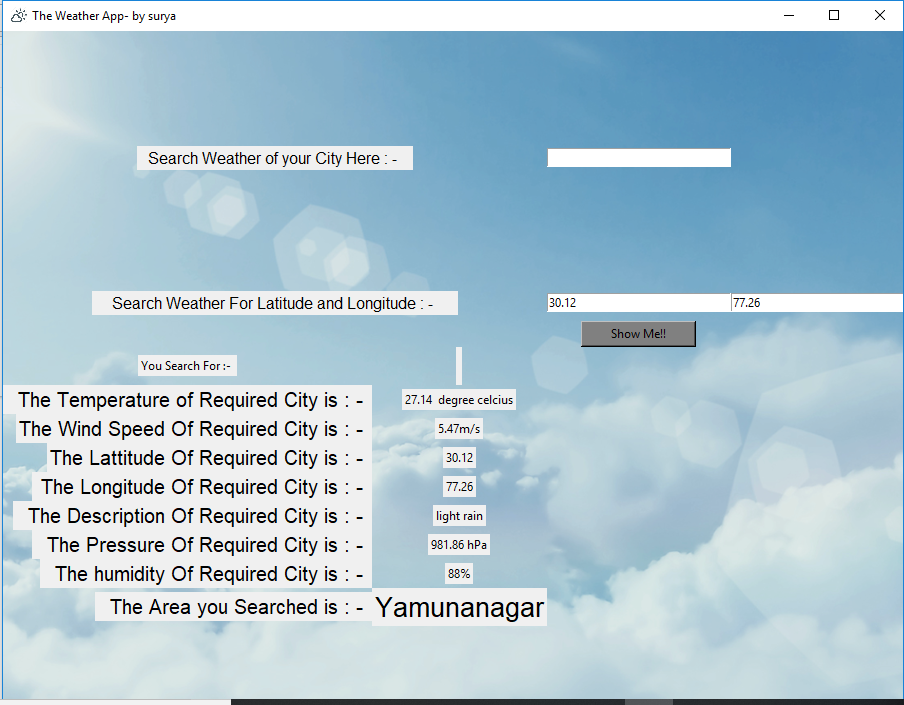 The Weather App- by surya
Search Weather of your City Here : -
Search Weather For Latitude and Longitude : - 30.12 77.26
Show Me!!
You Search For :-
The Temperature of Required City is : - 27.14 degree celcius
The Wind Speed Of Required City is : - 5.47m/s
The Lattitude Of Required City is : - 30.12
The Longitude Of Required City is : - 77.26
The Description Of Required City is : - light rain
The Pressure Of Required City is : - 981.86 hPa
The humidity Of Required City is : - 88%
The Area you Searched is : - Yamunanagar